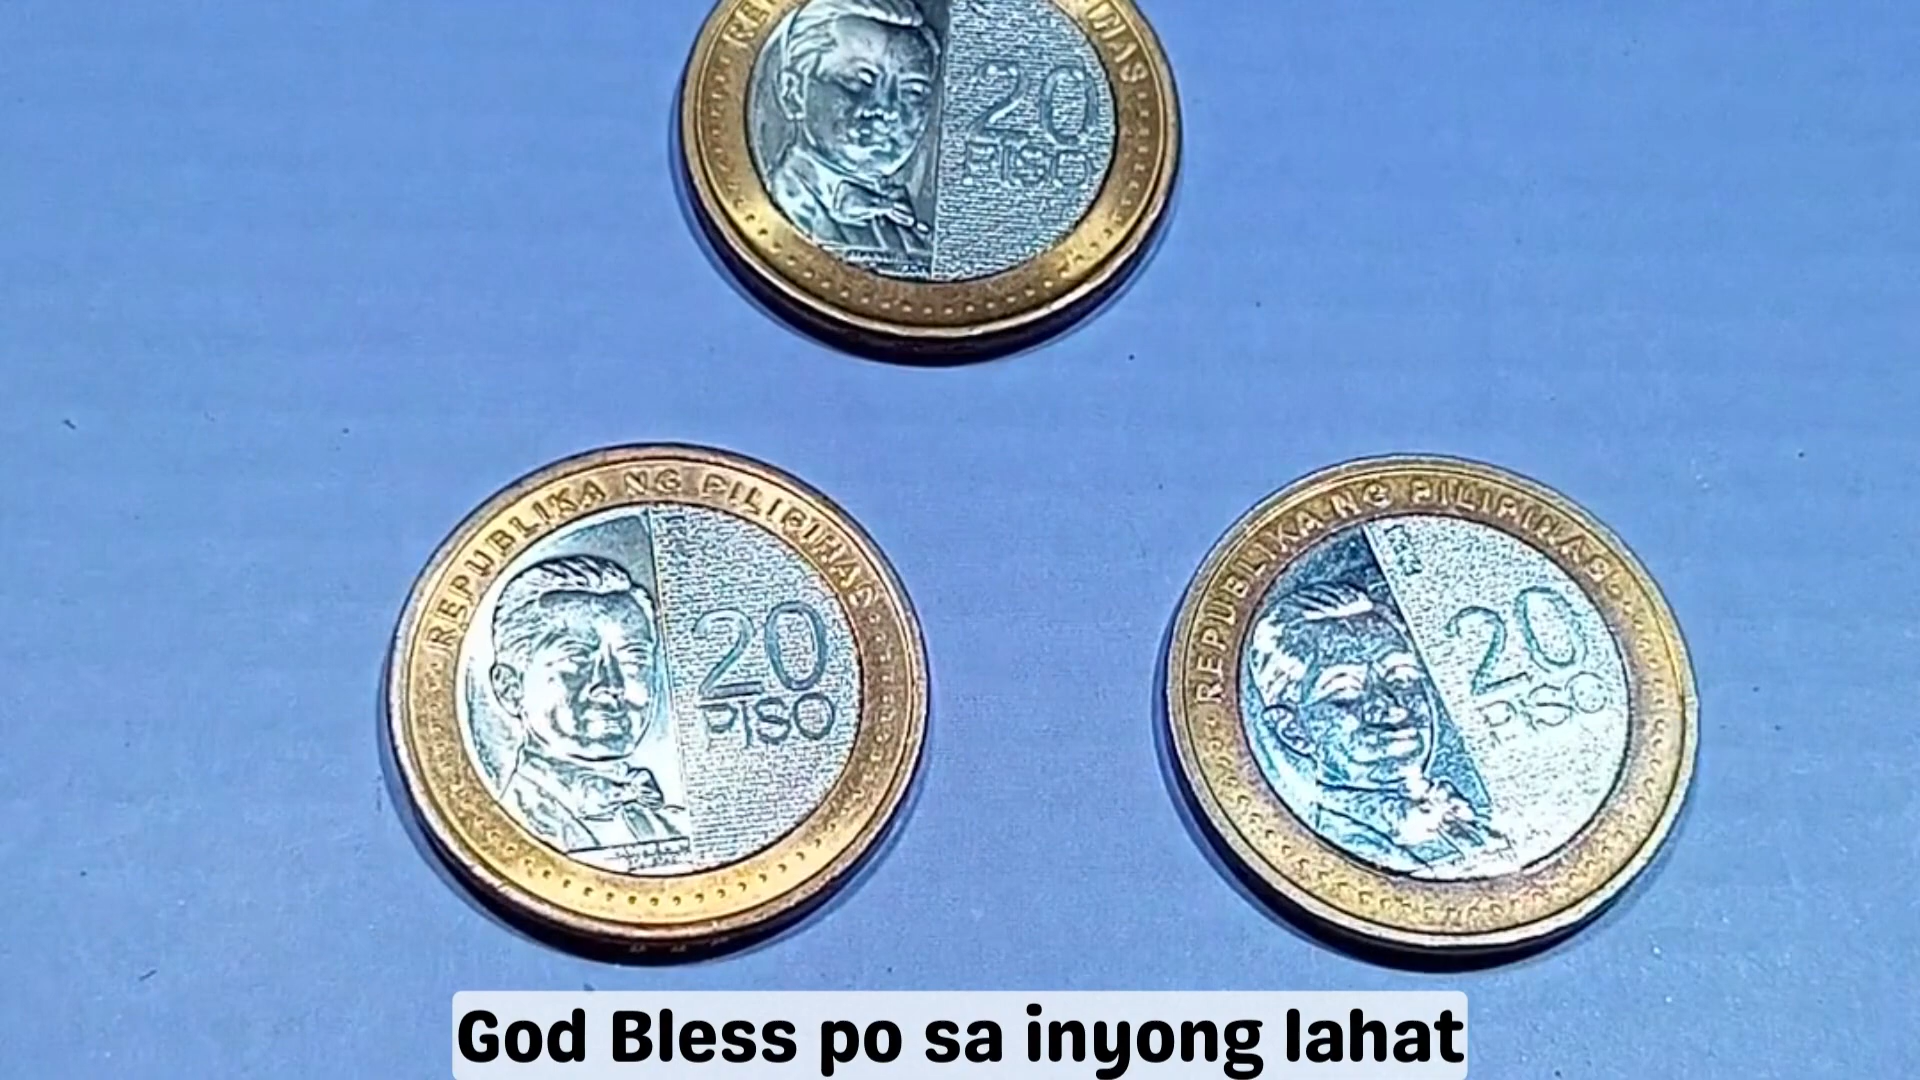 20
PISO
REPUBLIKA NG PILIPINAS
20
PISO
REPUBLIKA NG PILIPINAS
20
PISO
God Bless po sa inyong lahat